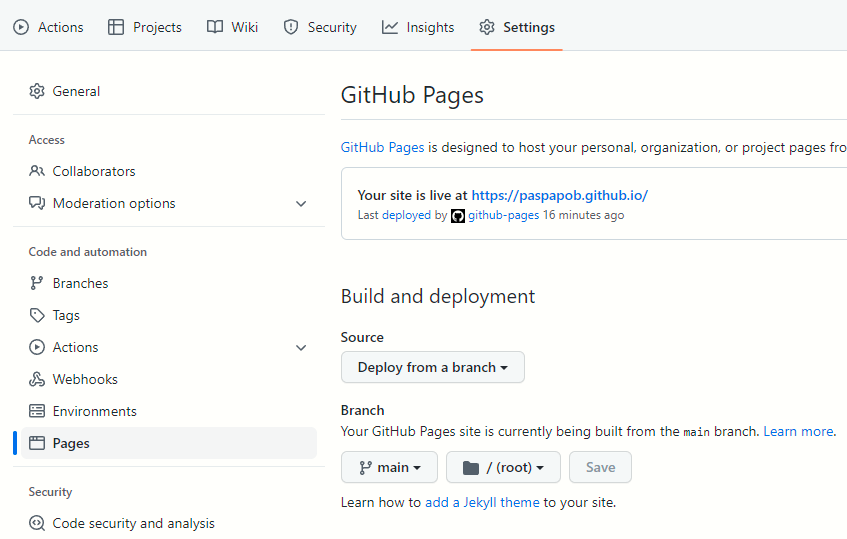 Actions Projects Wiki Security Insights Settings
General
Access
Collaborators
Moderation options
Code and automation
Branches
Tags
Actions
Webhooks
Environments
Pages
Security
Code security and analysis
GitHub Pages
GitHub Pages is designed to host your personal, organization, or project pages fro
Your site is live at https://paspapob.github.io/
Last deployed by github-pages 16 minutes ago
Build and deployment
Source
Deploy from a branch
Branch
Your GitHub Pages site is currently being built from the main branch. Learn more.
main / (root) Save
Learn how to add a Jekyll theme to your site.